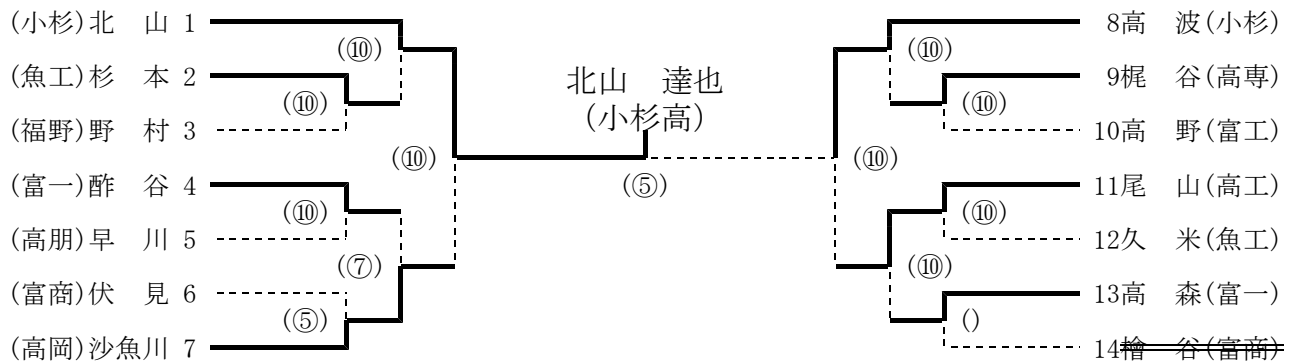 (小杉)北　山 1
(⑩)
(魚工)杉　本 2
(⑩)
(福野)野　村 3
(⑩)
(富一)酢　谷 4
(⑩)
(高朋)早　川 5
(⑦)
(富商)伏　見 6
(⑤)
(高岡)沙魚川 7
北山　達也
(小杉高)
(⑤)
8高　波(小杉)
(⑩)
9梶　谷(高専)
(⑩)
10高　野(富工)
(⑩)
11尾　山(高工)
(⑩)
12久　米(魚工)
(⑩)
13高　森(富一)
()
14檜　谷(富商)